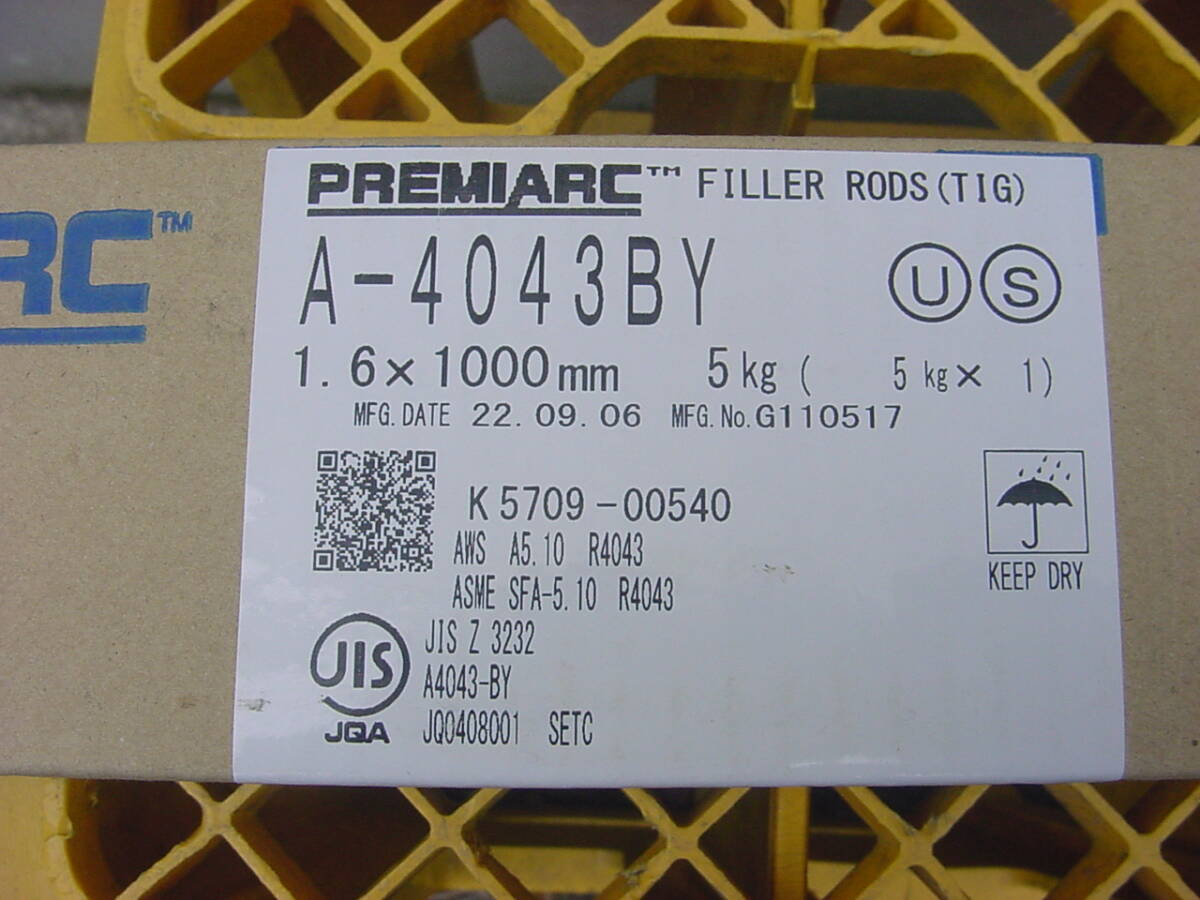 RC™
PREMIARC™ FILLER RODS(TIG)
A-4043BY
U S
1.6×1000mm 5kg ( 5kg× 1)
MFG.DATE 22.09.06 MFG.No.G110517
K5709-00540
AWS A5.10 R4043
ASME SFA-5.10 R4043
KEEP DRY
JIS
JIS Z 3232
A4043-BY
JQA
JQ0408001 SETC